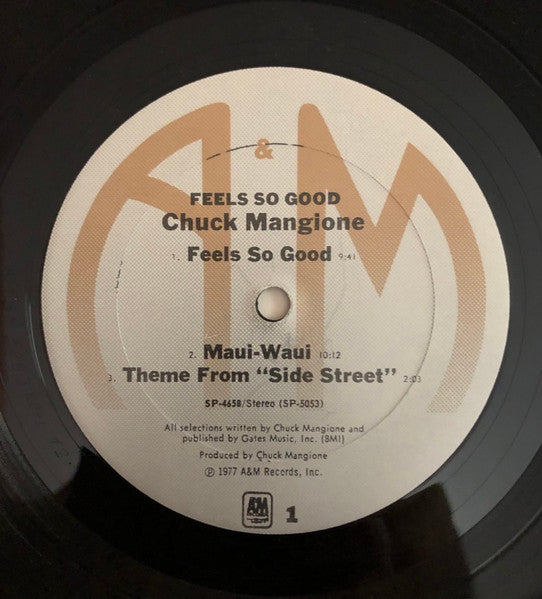 A & M
FEELS SO GOOD
Chuck Mangione
1. Feels So Good 9:41
2. Maui-Waui 10:12
3. Theme From “Side Street” 2:03
SP-4658/Stereo (SP-5053)
All selections written by Chuck Mangione and
published by Gates Music, Inc. (BMI)
Produced by Chuck Mangione
℗ 1977 A&M Records, Inc.
A&M
1